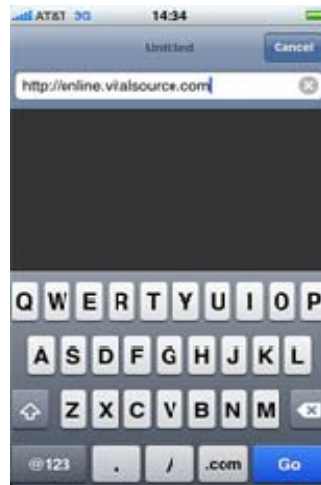 AT&T 3G 14:34
Untitled Cancel
http://online.vitalsource.com
Q W E R T Y U I O P
A S D F G H J K L
Z X C V B N M
@123 . / .com Go